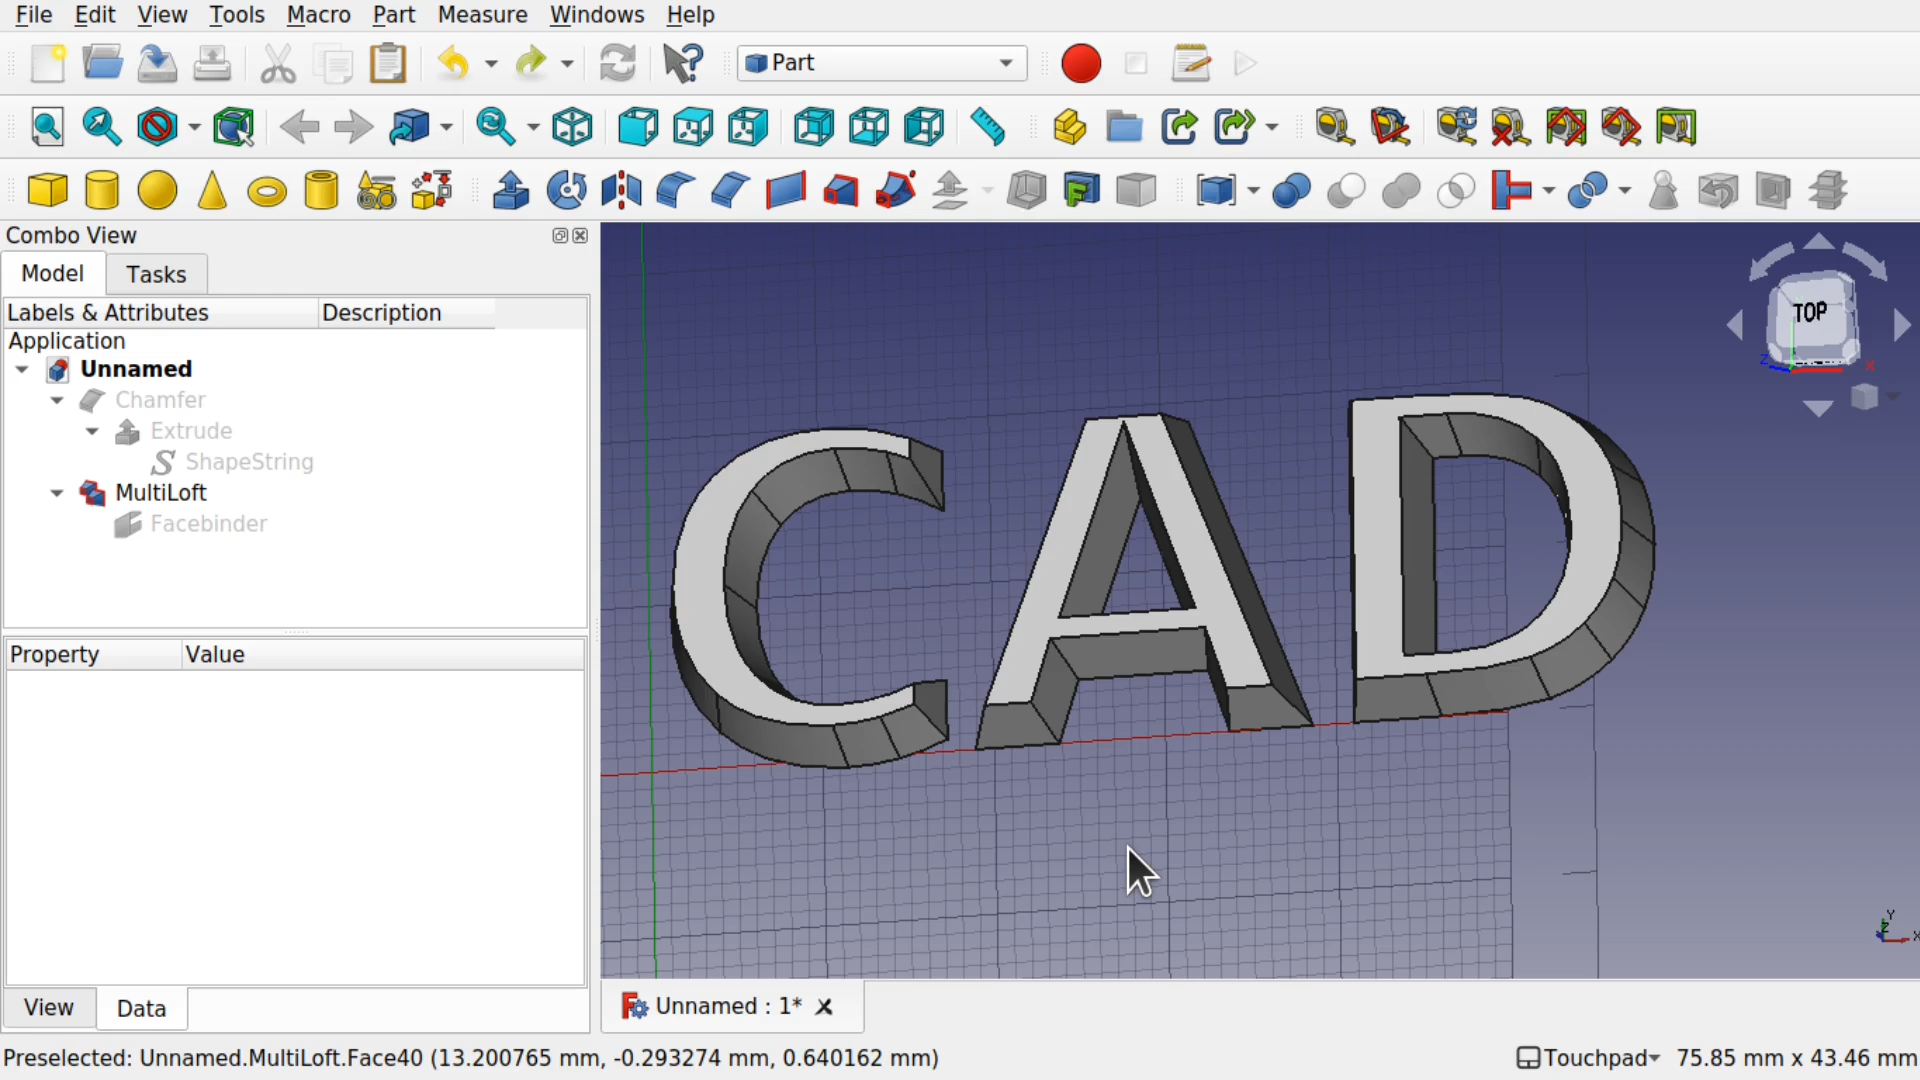 File Edit View Tools Macro Part Measure Windows Help
Part
Combo View
Model Tasks
Labels & Attributes Description
Application
Unnamed
Chamfer
Extrude
ShapeString
MultiLoft
Facebinder
TOP
Z X
CAD
Property Value
Y
Z
X
View Data
Unnamed : 1*
Preselected: Unnamed.MultiLoft.Face40 (13.200765 mm, -0.293274 mm, 0.640162 mm)
Touchpad 75.85 mm x 43.46 mm